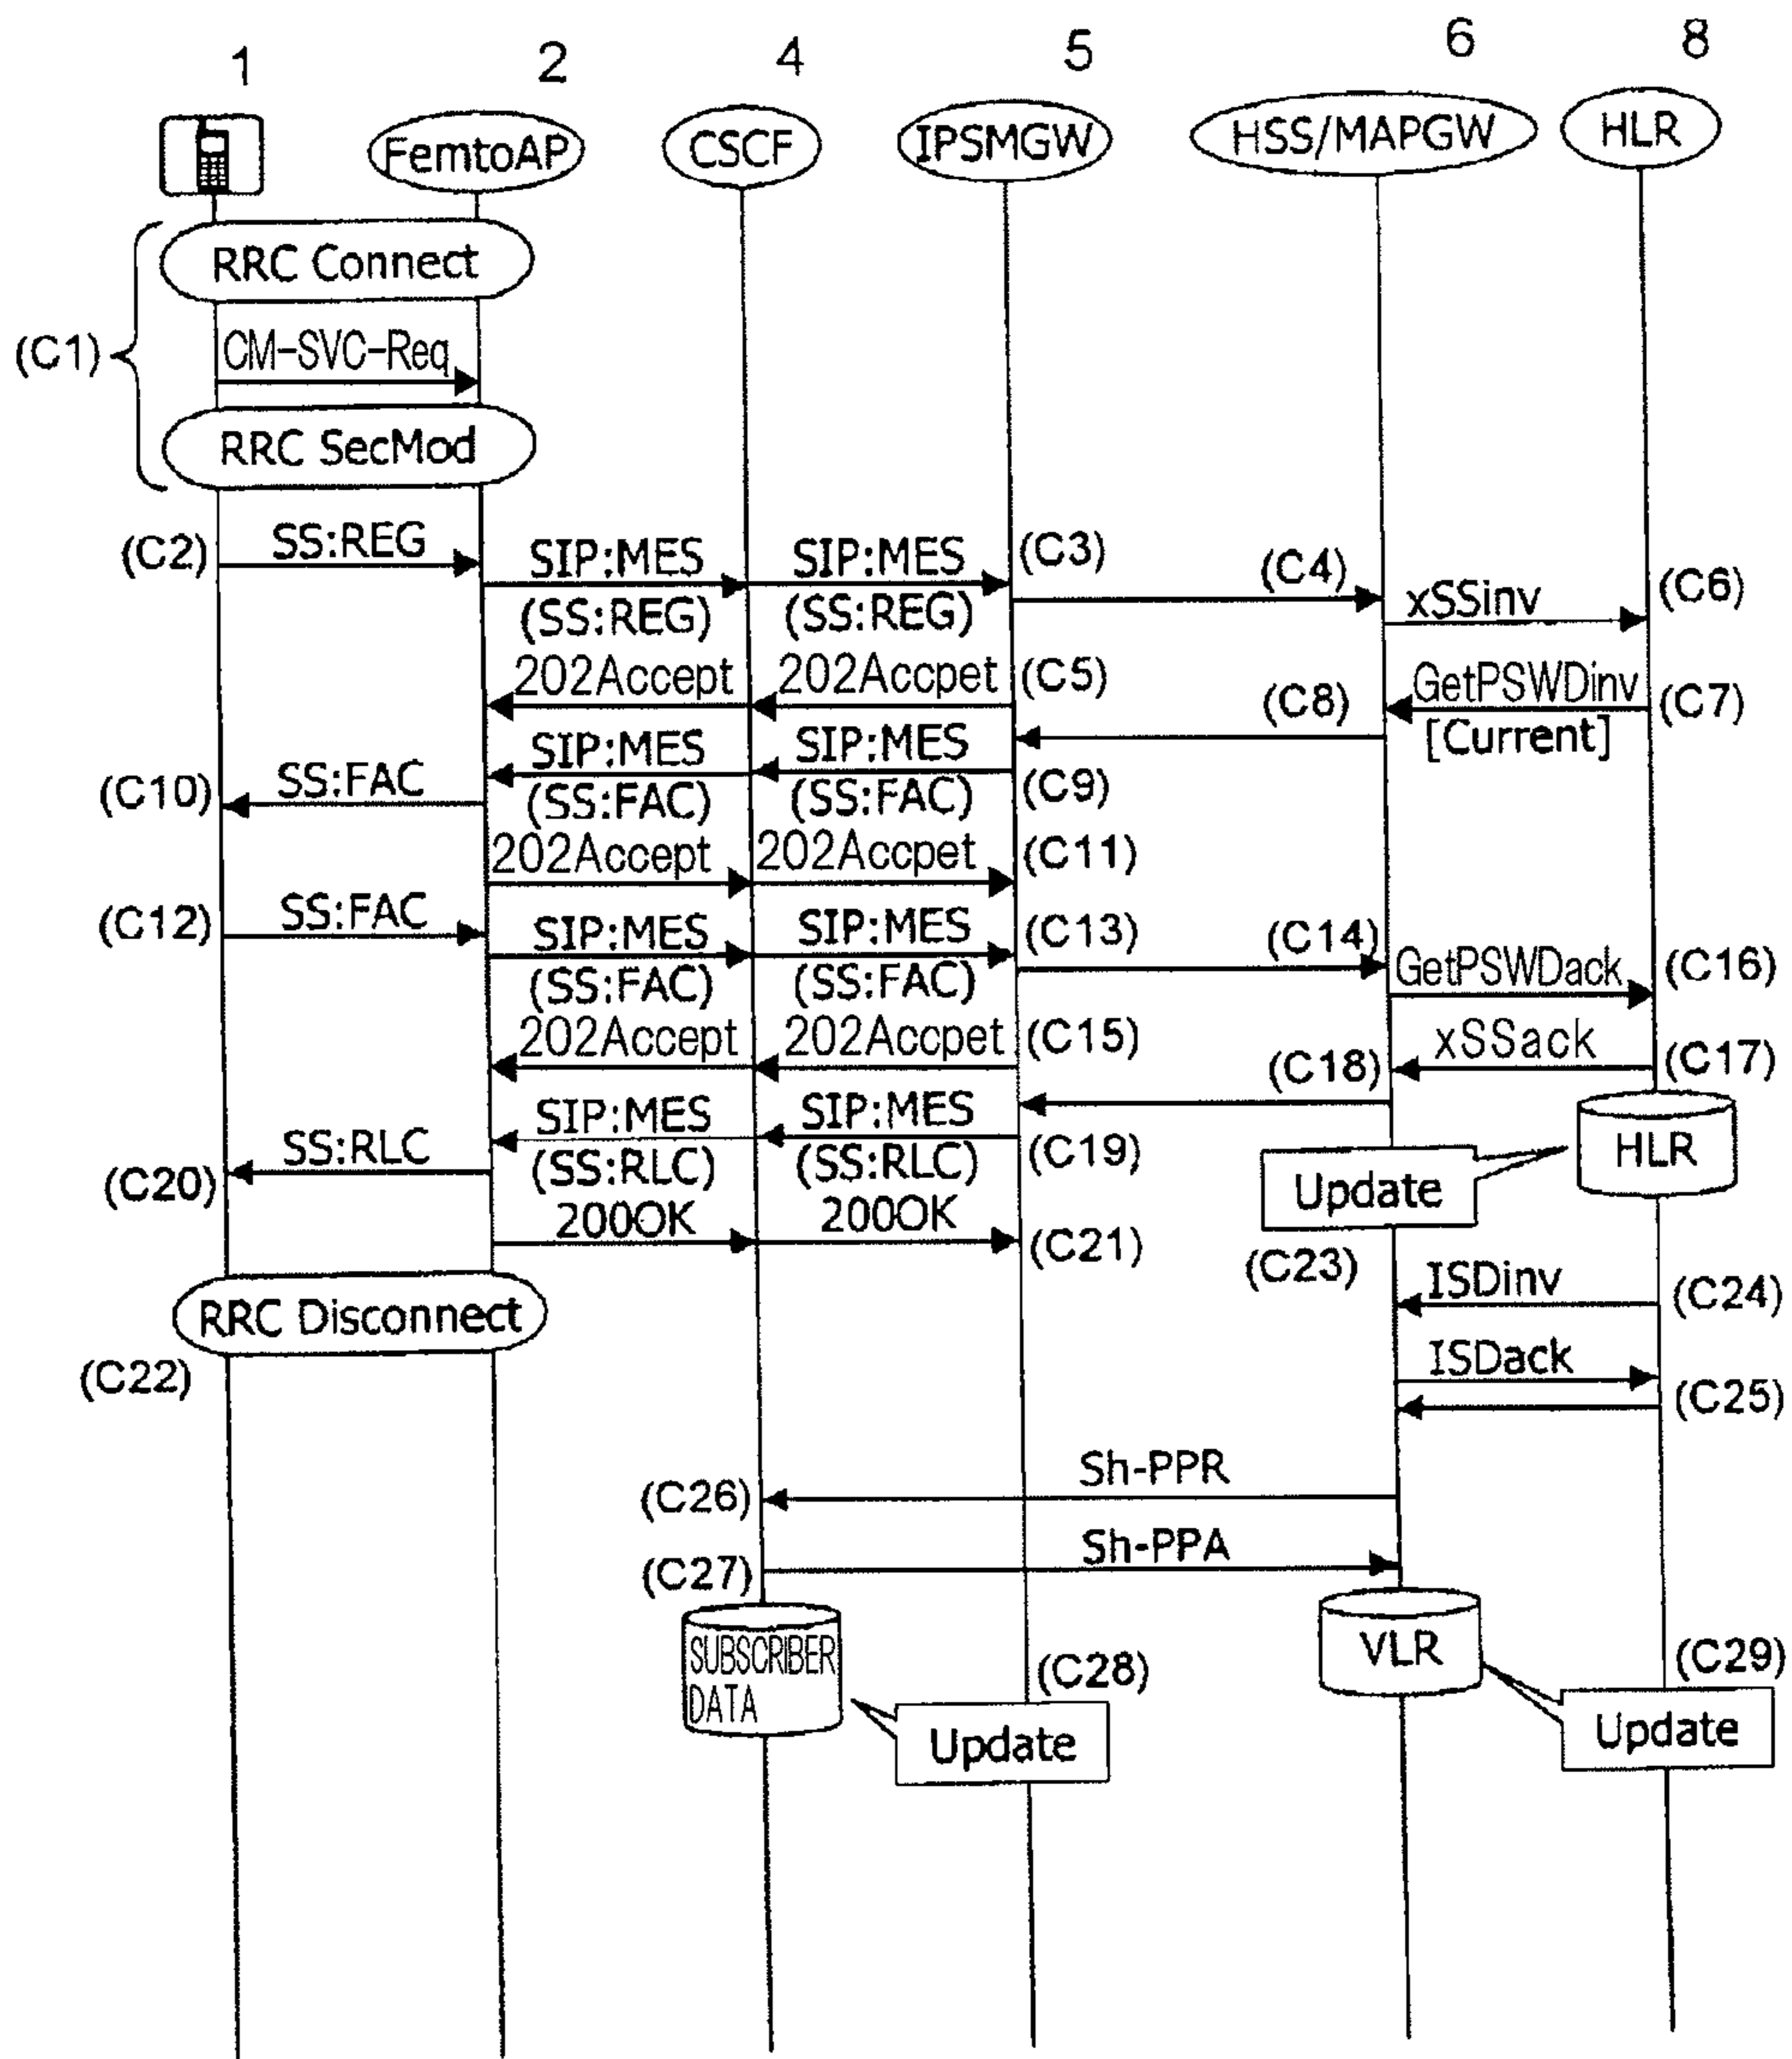 1 2 4 5 6 8
FemtoAP CSCF IPSMGW HSS/MAPGW HLR
RRC Connect
(C1) CM-SVC-Req
RRC SecMod
(C2) SS:REG SIP:MES SIP:MES (C3) (C4)
(SS:REG) (SS:REG) xSSinv (C6)
202Accept 202Accpet (C5) (C8) GetPSWDinv (C7)
[Current]
(C10) SS:FAC SIP:MES SIP:MES
(SS:FAC) (SS:FAC) (C9)
202Accept 202Accpet (C11)
(C12) SS:FAC SIP:MES SIP:MES (C13) (C14)
(SS:FAC) (SS:FAC) GetPSWDack (C16)
202Accept 202Accpet (C15) (C18) xSSack (C17)
SIP:MES SIP:MES
(C20) SS:RLC (SS:RLC) (SS:RLC) (C19) Update HLR
200OK 200OK (C21) (C23)
ISDinv (C24)
RRC Disconnect
(C22) ISDack (C25)
Sh-PPR
(C26)
Sh-PPA
(C27)
SUBSCRIBER
DATA
(C28) VLR (C29)
Update Update